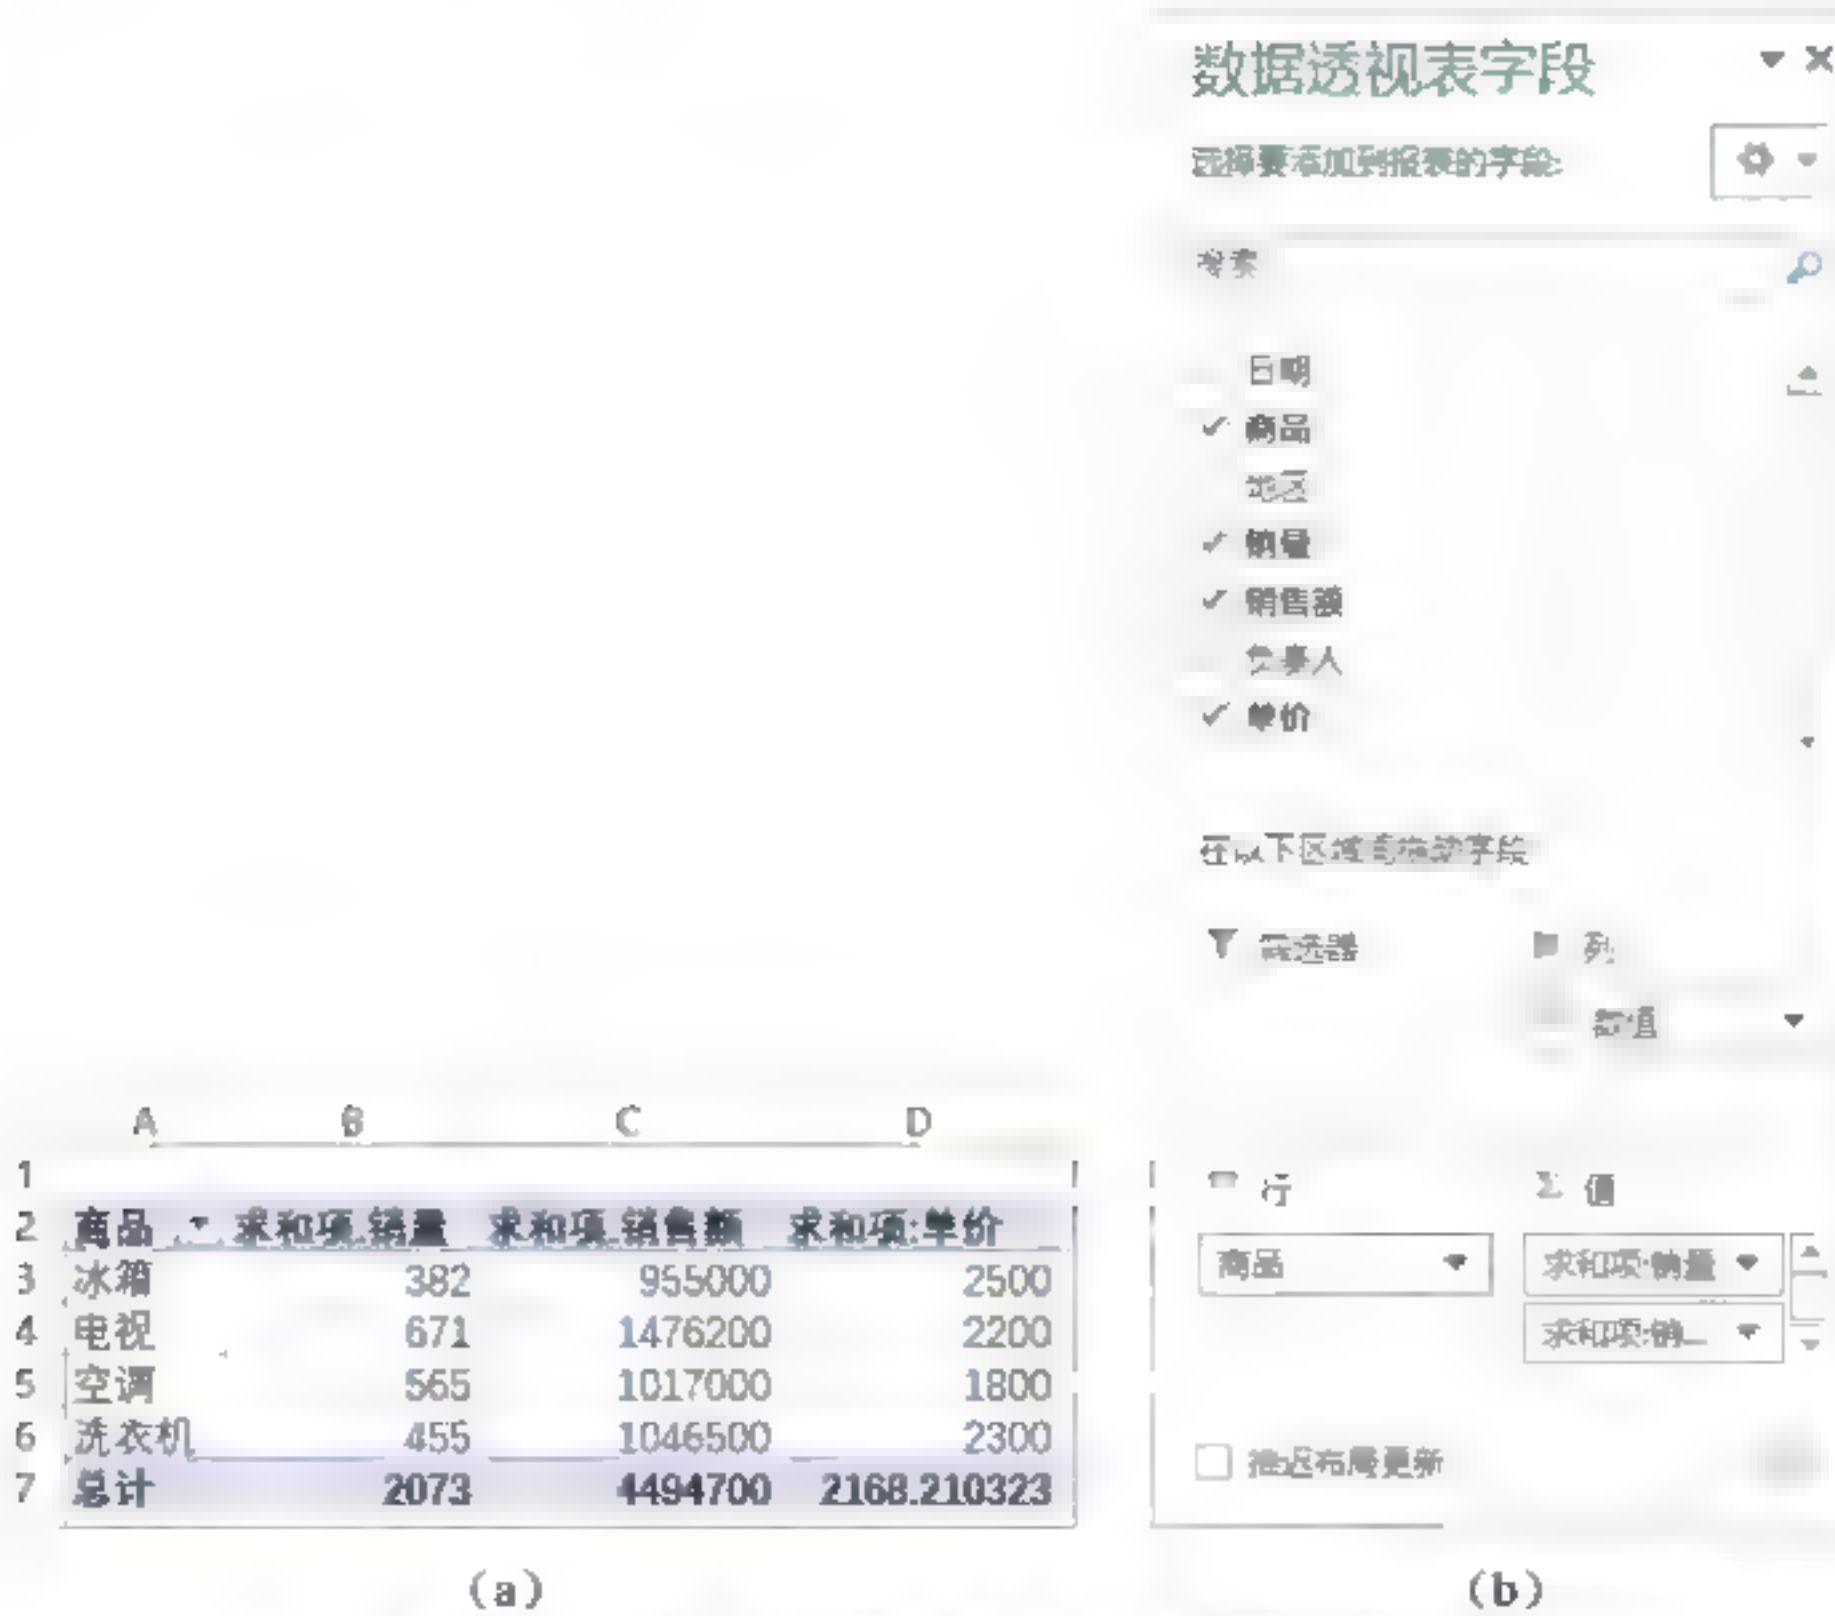 数据透视表字段
选择要添加到报表的字段:
搜索
日期
商品
地区
销量
销售额
负责人
单价
在以下区域间拖动字段
筛选器
列
数值
行
值
商品
求和项:销量
求和项:销...
推迟布局更新
(b)
A B C D
1
2 商品 求和项:销量 求和项:销售额 求和项:单价
3 冰箱 382 955000 2500
4 电视 671 1476200 2200
5 空调 565 1017000 1800
6 洗衣机 455 1046500 2300
7 总计 2073 4494700 2168.210323
(a)